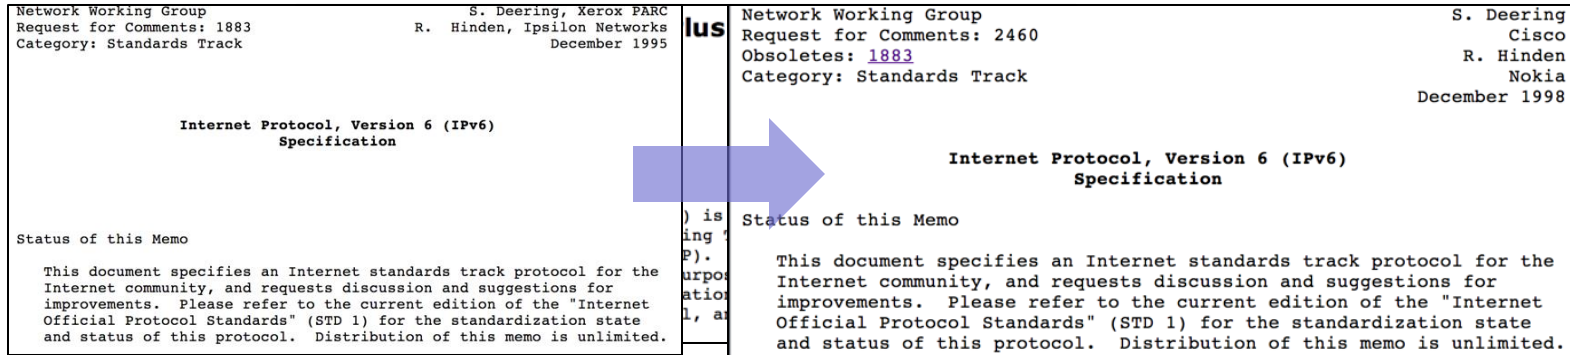 Network Working Group                                S. Deering, Xerox PARC
Request for Comments: 1883                     R.  Hinden, Ipsilon Networks
Category: Standards Track                                     December 1995
Internet Protocol, Version 6 (IPv6)
Specification
Status of this Memo
This document specifies an Internet standards track protocol for the
Internet community, and requests discussion and suggestions for
improvements.  Please refer to the current edition of the "Internet
Official Protocol Standards" (STD 1) for the standardization state
and status of this protocol.  Distribution of this memo is unlimited.
lus
) is
ing
P).
urpo
atio
l, a
Network Working Group                                            S. Deering
Request for Comments: 2460                                            Cisco
Obsoletes: 1883                                                   R. Hinden
Category: Standards Track                                             Nokia
December 1998
Internet Protocol, Version 6 (IPv6)
Specification
Status of this Memo
This document specifies an Internet standards track protocol for the
Internet community, and requests discussion and suggestions for
improvements.  Please refer to the current edition of the "Internet
Official Protocol Standards" (STD 1) for the standardization state
and status of this protocol.  Distribution of this memo is unlimited.